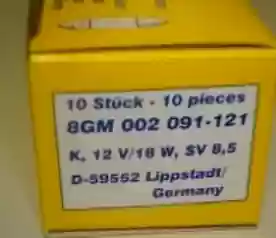 10 Stück - 10 pieces
8GM 002 091-121
K, 12 V/18 W, SV 8,5
D-59552 Lippstadt/
Germany